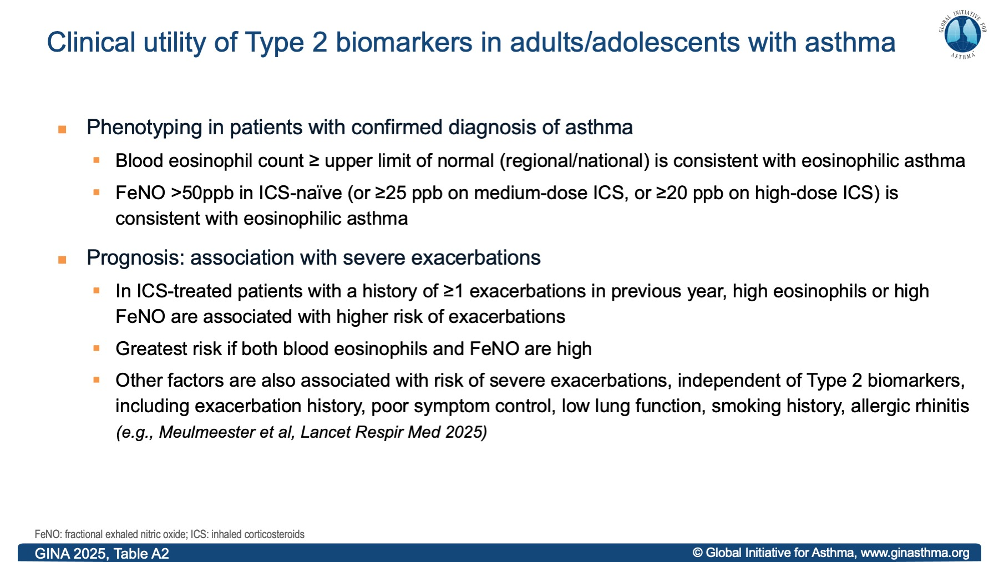 Clinical utility of Type 2 biomarkers in adults/adolescents with asthma
GLOBAL INITIATIVE FOR
ASTHMA
Phenotyping in patients with confirmed diagnosis of asthma
Blood eosinophil count ≥ upper limit of normal (regional/national) is consistent with eosinophilic asthma
FeNO >50ppb in ICS-naïve (or ≥25 ppb on medium-dose ICS, or ≥20 ppb on high-dose ICS) is
consistent with eosinophilic asthma
Prognosis: association with severe exacerbations
In ICS-treated patients with a history of ≥1 exacerbations in previous year, high eosinophils or high
FeNO are associated with higher risk of exacerbations
Greatest risk if both blood eosinophils and FeNO are high
Other factors are also associated with risk of severe exacerbations, independent of Type 2 biomarkers,
including exacerbation history, poor symptom control, low lung function, smoking history, allergic rhinitis
(e.g., Meulmeester et al, Lancet Respir Med 2025)
FeNO: fractional exhaled nitric oxide; ICS: inhaled corticosteroids
GINA 2025, Table A2
© Global Initiative for Asthma, www.ginasthma.org